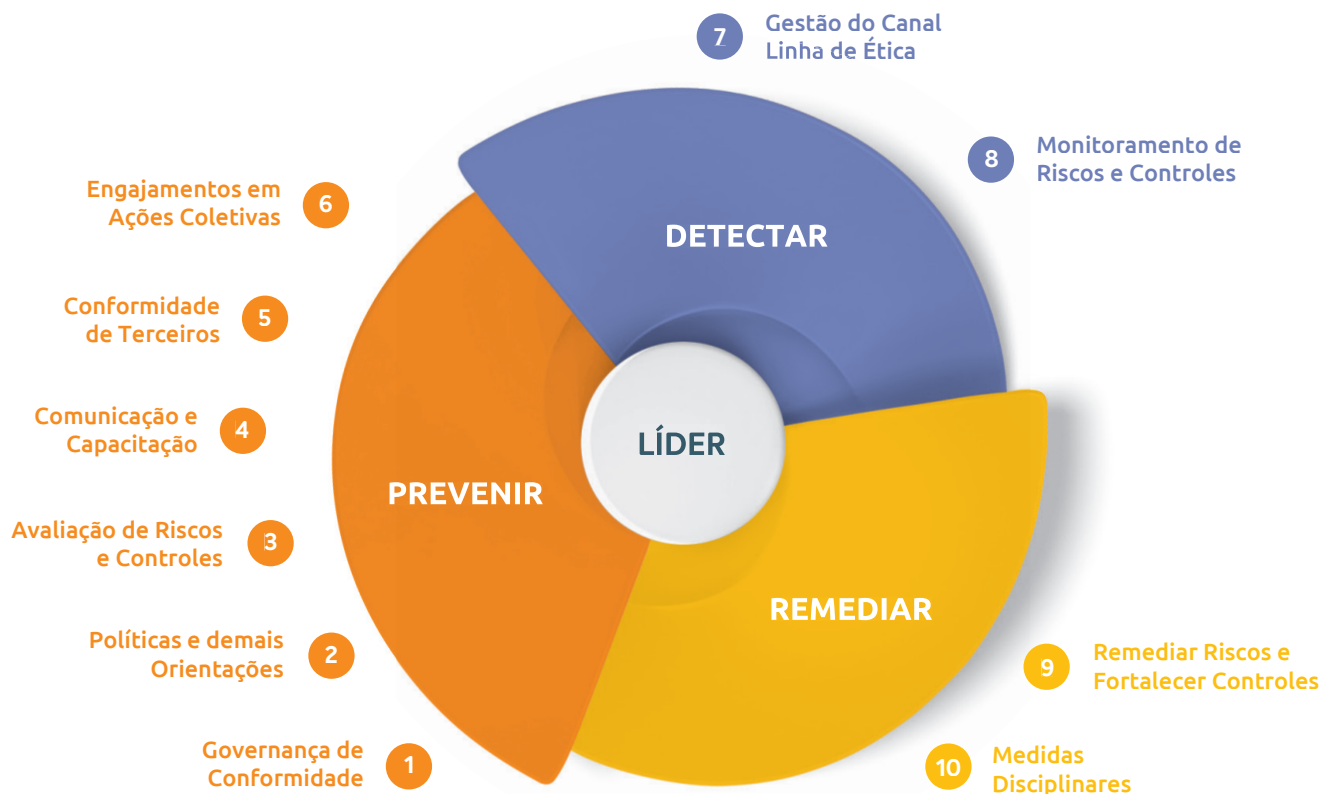 7
Gestão do Canal
Linha de Ética
8
Monitoramento de
Riscos e Controles
Engajamentos em
Ações Coletivas
6
DETECTAR
Conformidade
de Terceiros
5
Comunicação e
Capacitação
4
LÍDER
PREVENIR
Avaliação de Riscos
e Controles
3
REMEDIAR
Políticas e demais
Orientações
2
9
Remediar Riscos e
Fortalecer Controles
Governança de
Conformidade
1
10
Medidas
Disciplinares